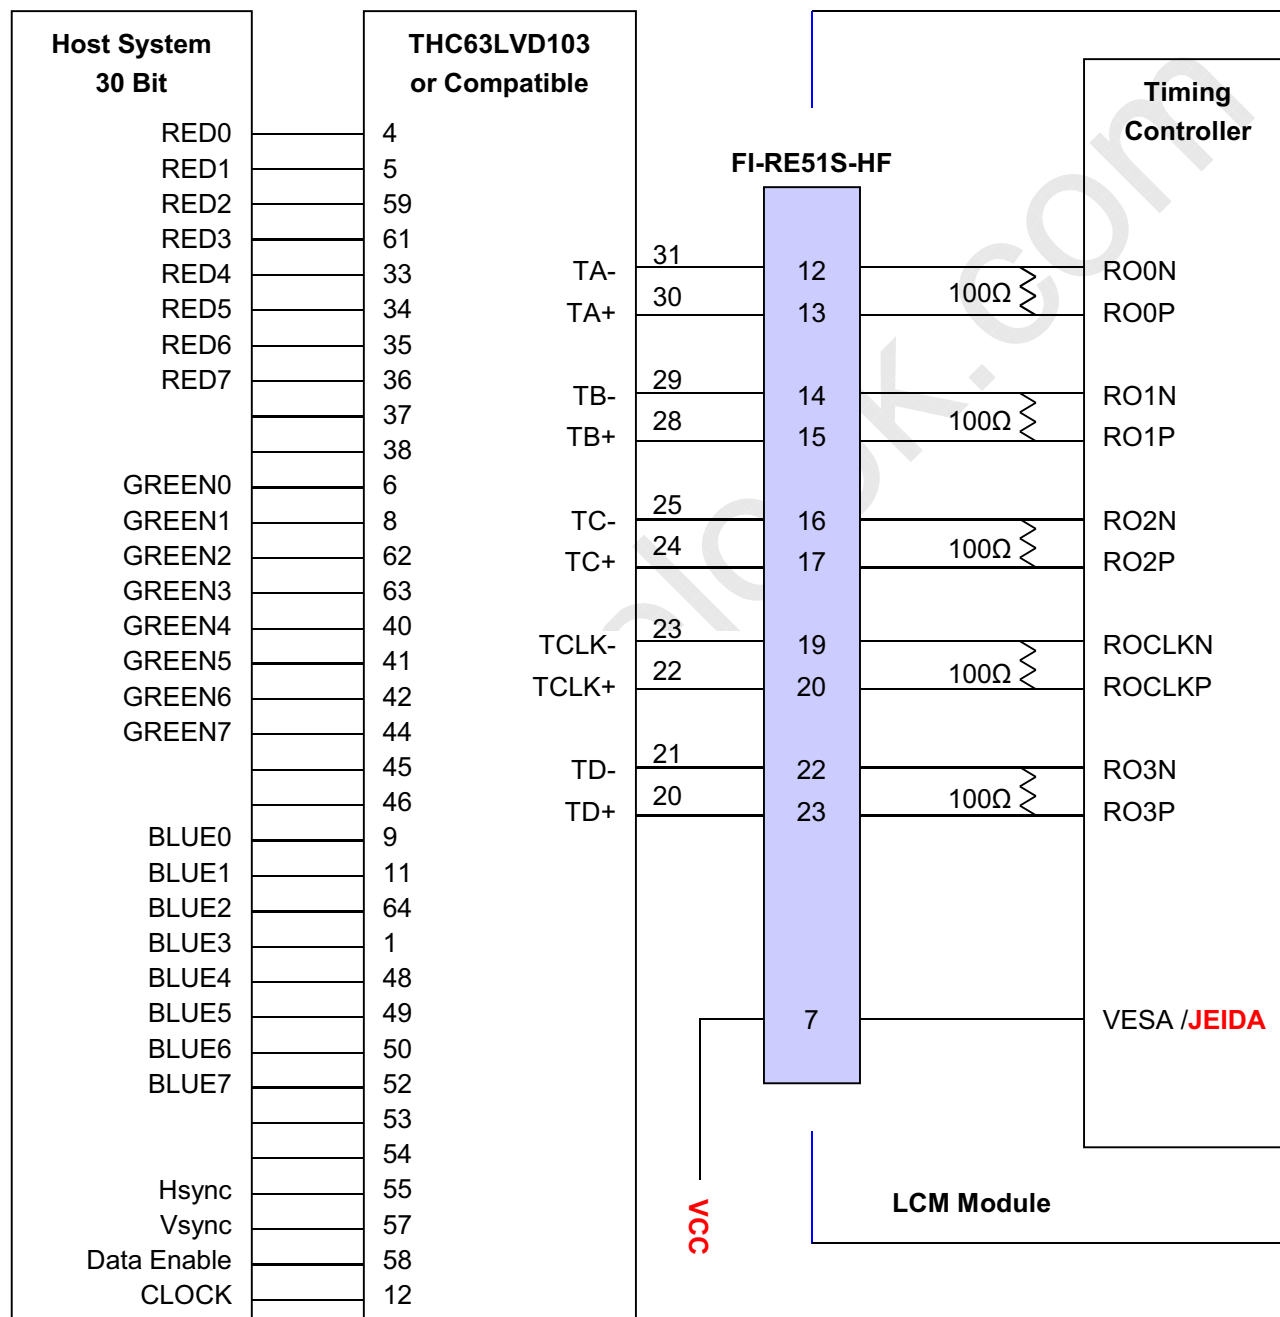 Host System
30 Bit
RED0 4
RED1 5
RED2 59
RED3 61
RED4 33
RED5 34
RED6 35
RED7 36
37
38
GREEN0 6
GREEN1 8
GREEN2 62
GREEN3 63
GREEN4 40
GREEN5 41
GREEN6 42
GREEN7 44
45
46
BLUE0 9
BLUE1 11
BLUE2 64
BLUE3 1
BLUE4 48
BLUE5 49
BLUE6 50
BLUE7 52
53
54
Hsync 55
Vsync 57
Data Enable 58
CLOCK 12
THC63LVD103
or Compatible
TA- 31
TA+ 30
TB- 29
TB+ 28
TC- 25
TC+ 24
TCLK- 23
TCLK+ 22
TD- 21
TD+ 20
FI-RE51S-HF
12
13
14
15
16
17
19
20
22
23
7
VCC
100Ω
100Ω
100Ω
100Ω
100Ω
Timing
Controller
RO0N
RO0P
RO1N
RO1P
RO2N
RO2P
ROCLKN
ROCLKP
RO3N
RO3P
VESA /JEIDA
LCM Module